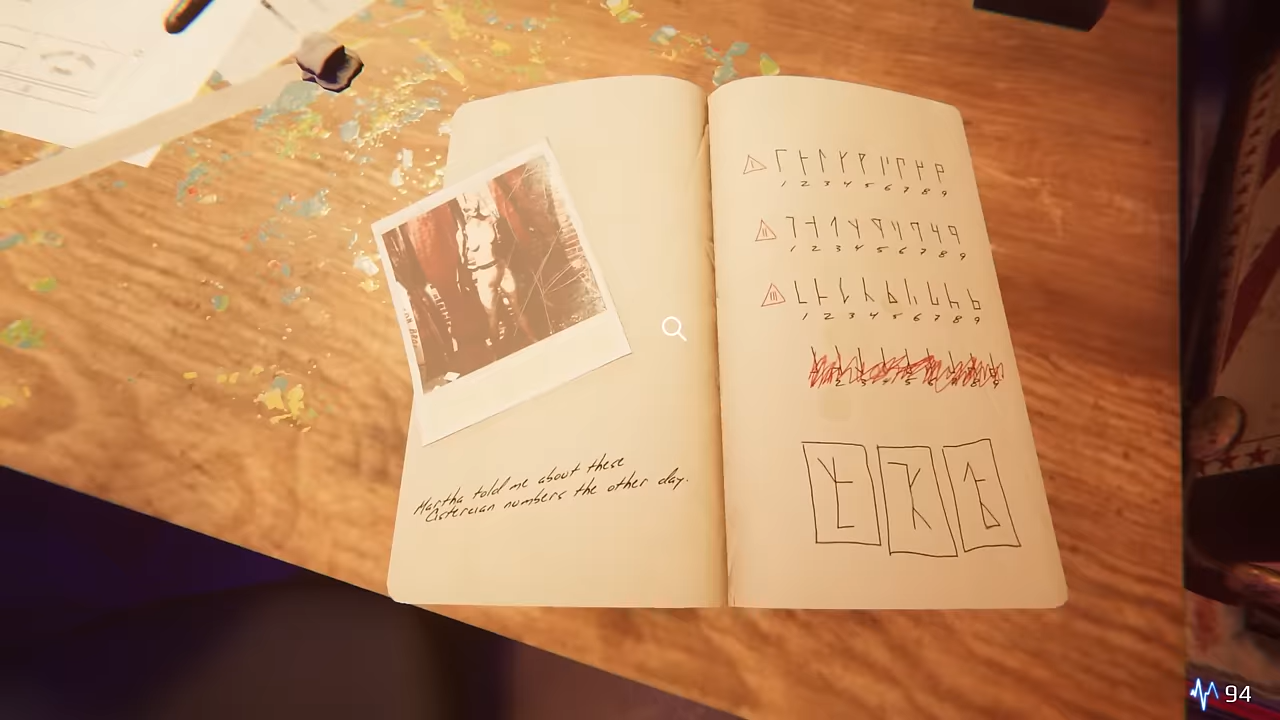 Martha told me about these
Cistercian numbers the other day.
I
1 2 3 4 5 6 7 8 9
II
1 2 3 4 5 6 7 8 9
III
1 2 3 4 5 6 7 8 9
94